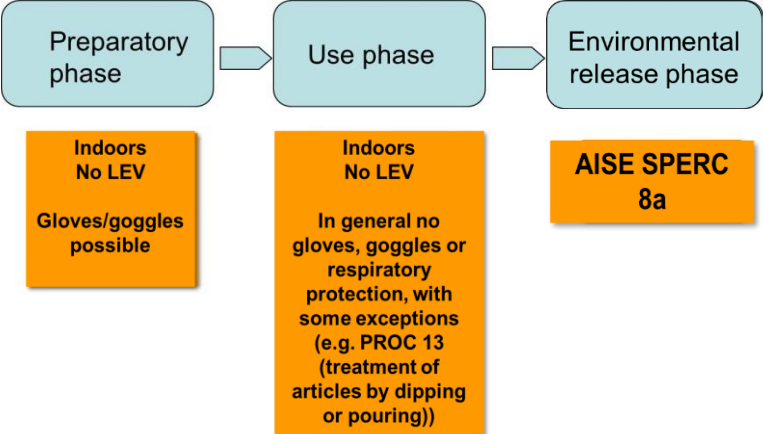 Preparatory
phase
Use phase
Environmental
release phase
Indoors
No LEV
Gloves/goggles
possible
Indoors
No LEV
In general no
gloves, goggles or
respiratory
protection, with
some exceptions
(e.g. PROC 13
(treatment of
articles by dipping
or pouring))
AISE SPERC
8a